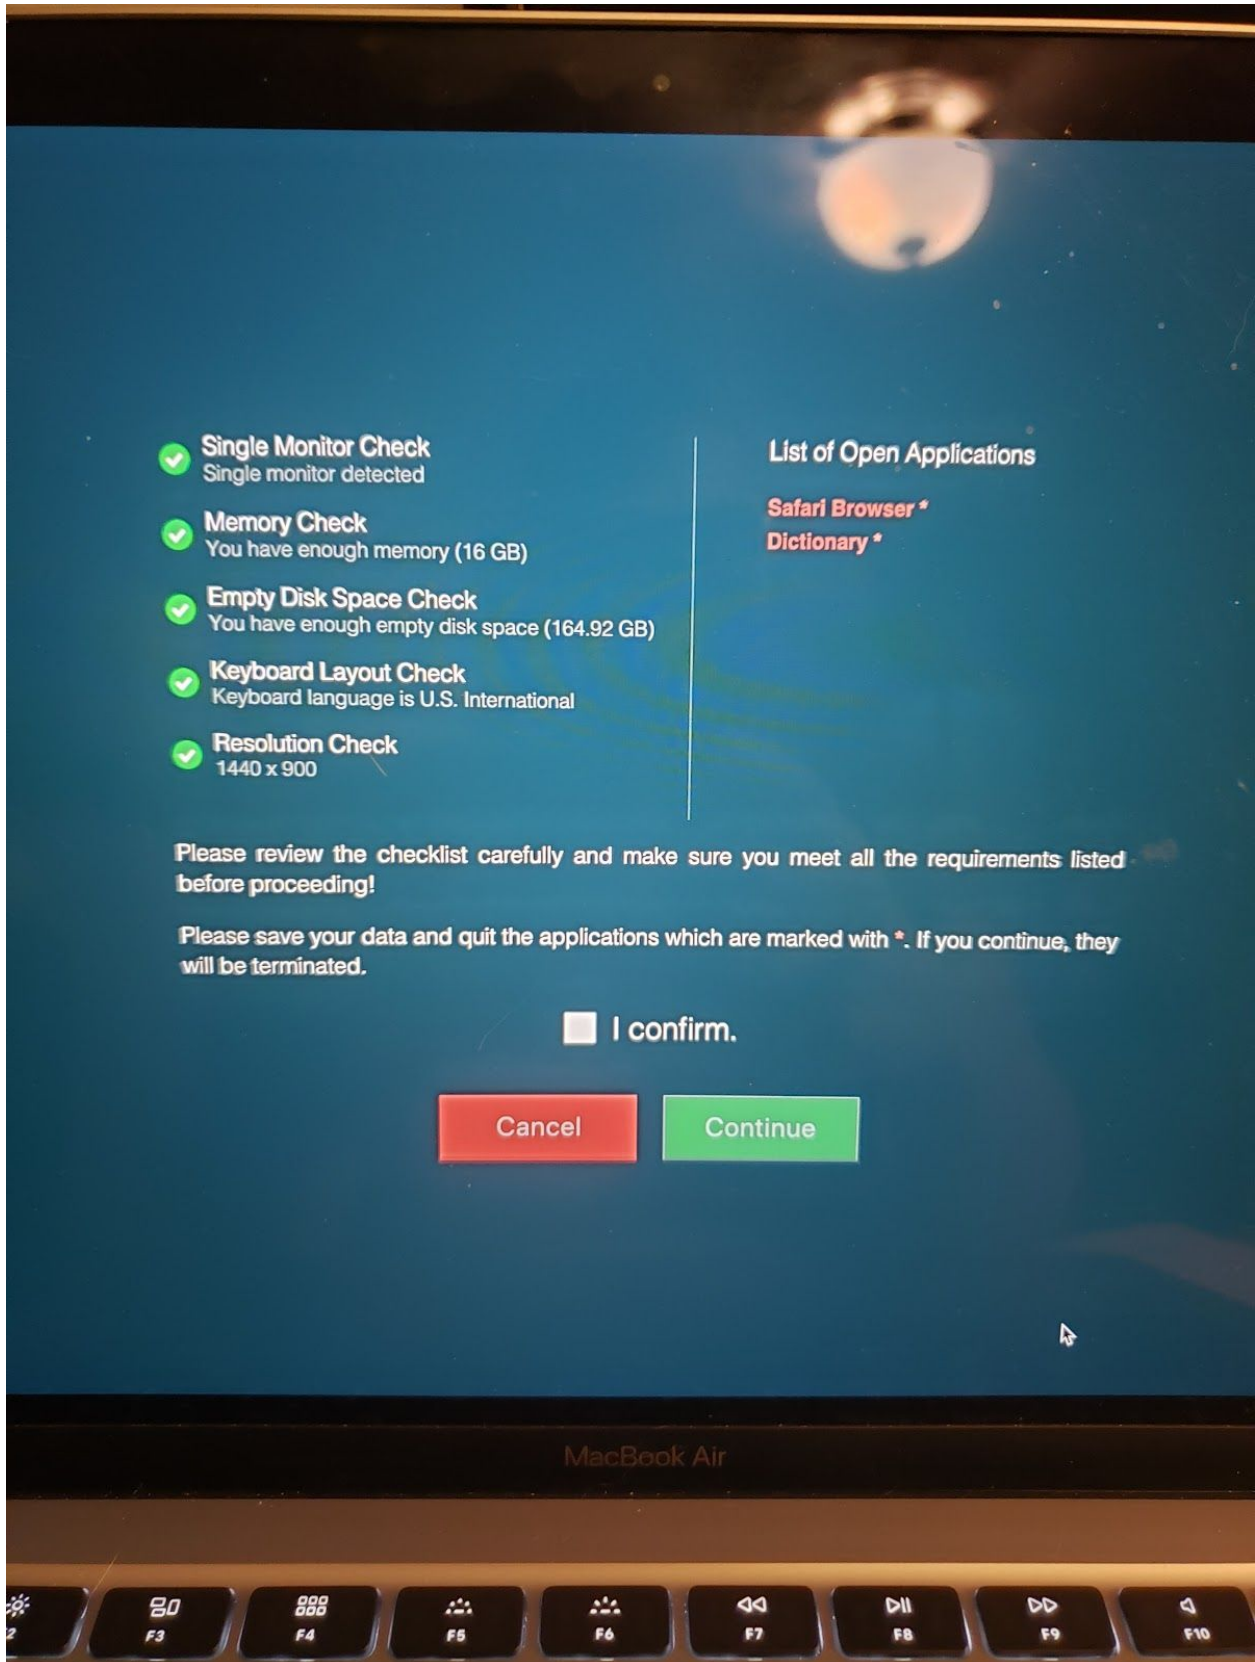 Single Monitor Check
Single monitor detected
Memory Check
You have enough memory (16 GB)
Empty Disk Space Check
You have enough empty disk space (164.92 GB)
Keyboard Layout Check
Keyboard language is U.S. International
Resolution Check
1440 x 900
List of Open Applications
Safari Browser *
Dictionary *
Please review the checklist carefully and make sure you meet all the requirements listed
before proceeding!
Please save your data and quit the applications which are marked with *. If you continue, they
will be terminated.
I confirm.
Cancel
Continue
MacBook Air
2
F3
F4
F5
F6
F7
F8
F9
F10